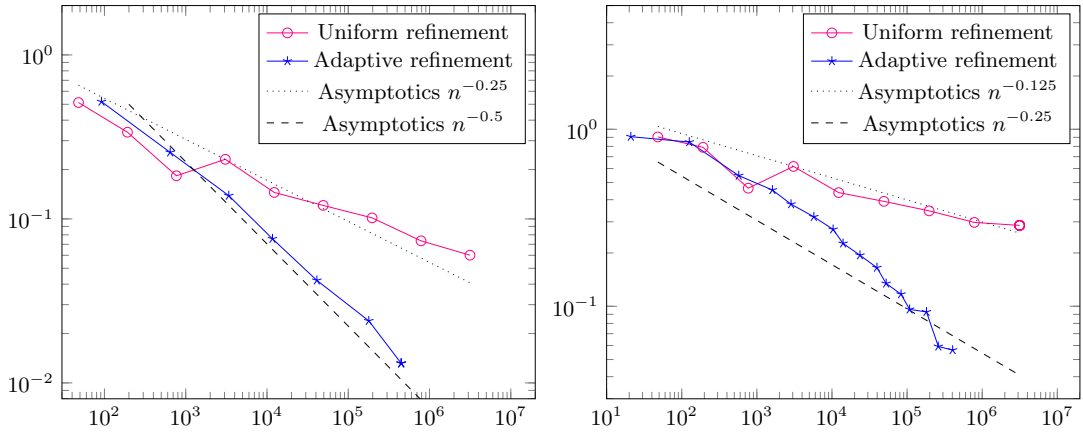 10^0
10^-1
10^-2
10^2 10^3 10^4 10^5 10^6 10^7
Uniform refinement
Adaptive refinement
Asymptotics n^-0.25
Asymptotics n^-0.5
10^0
10^-1
10^1 10^2 10^3 10^4 10^5 10^6 10^7
Uniform refinement
Adaptive refinement
Asymptotics n^-0.125
Asymptotics n^-0.25